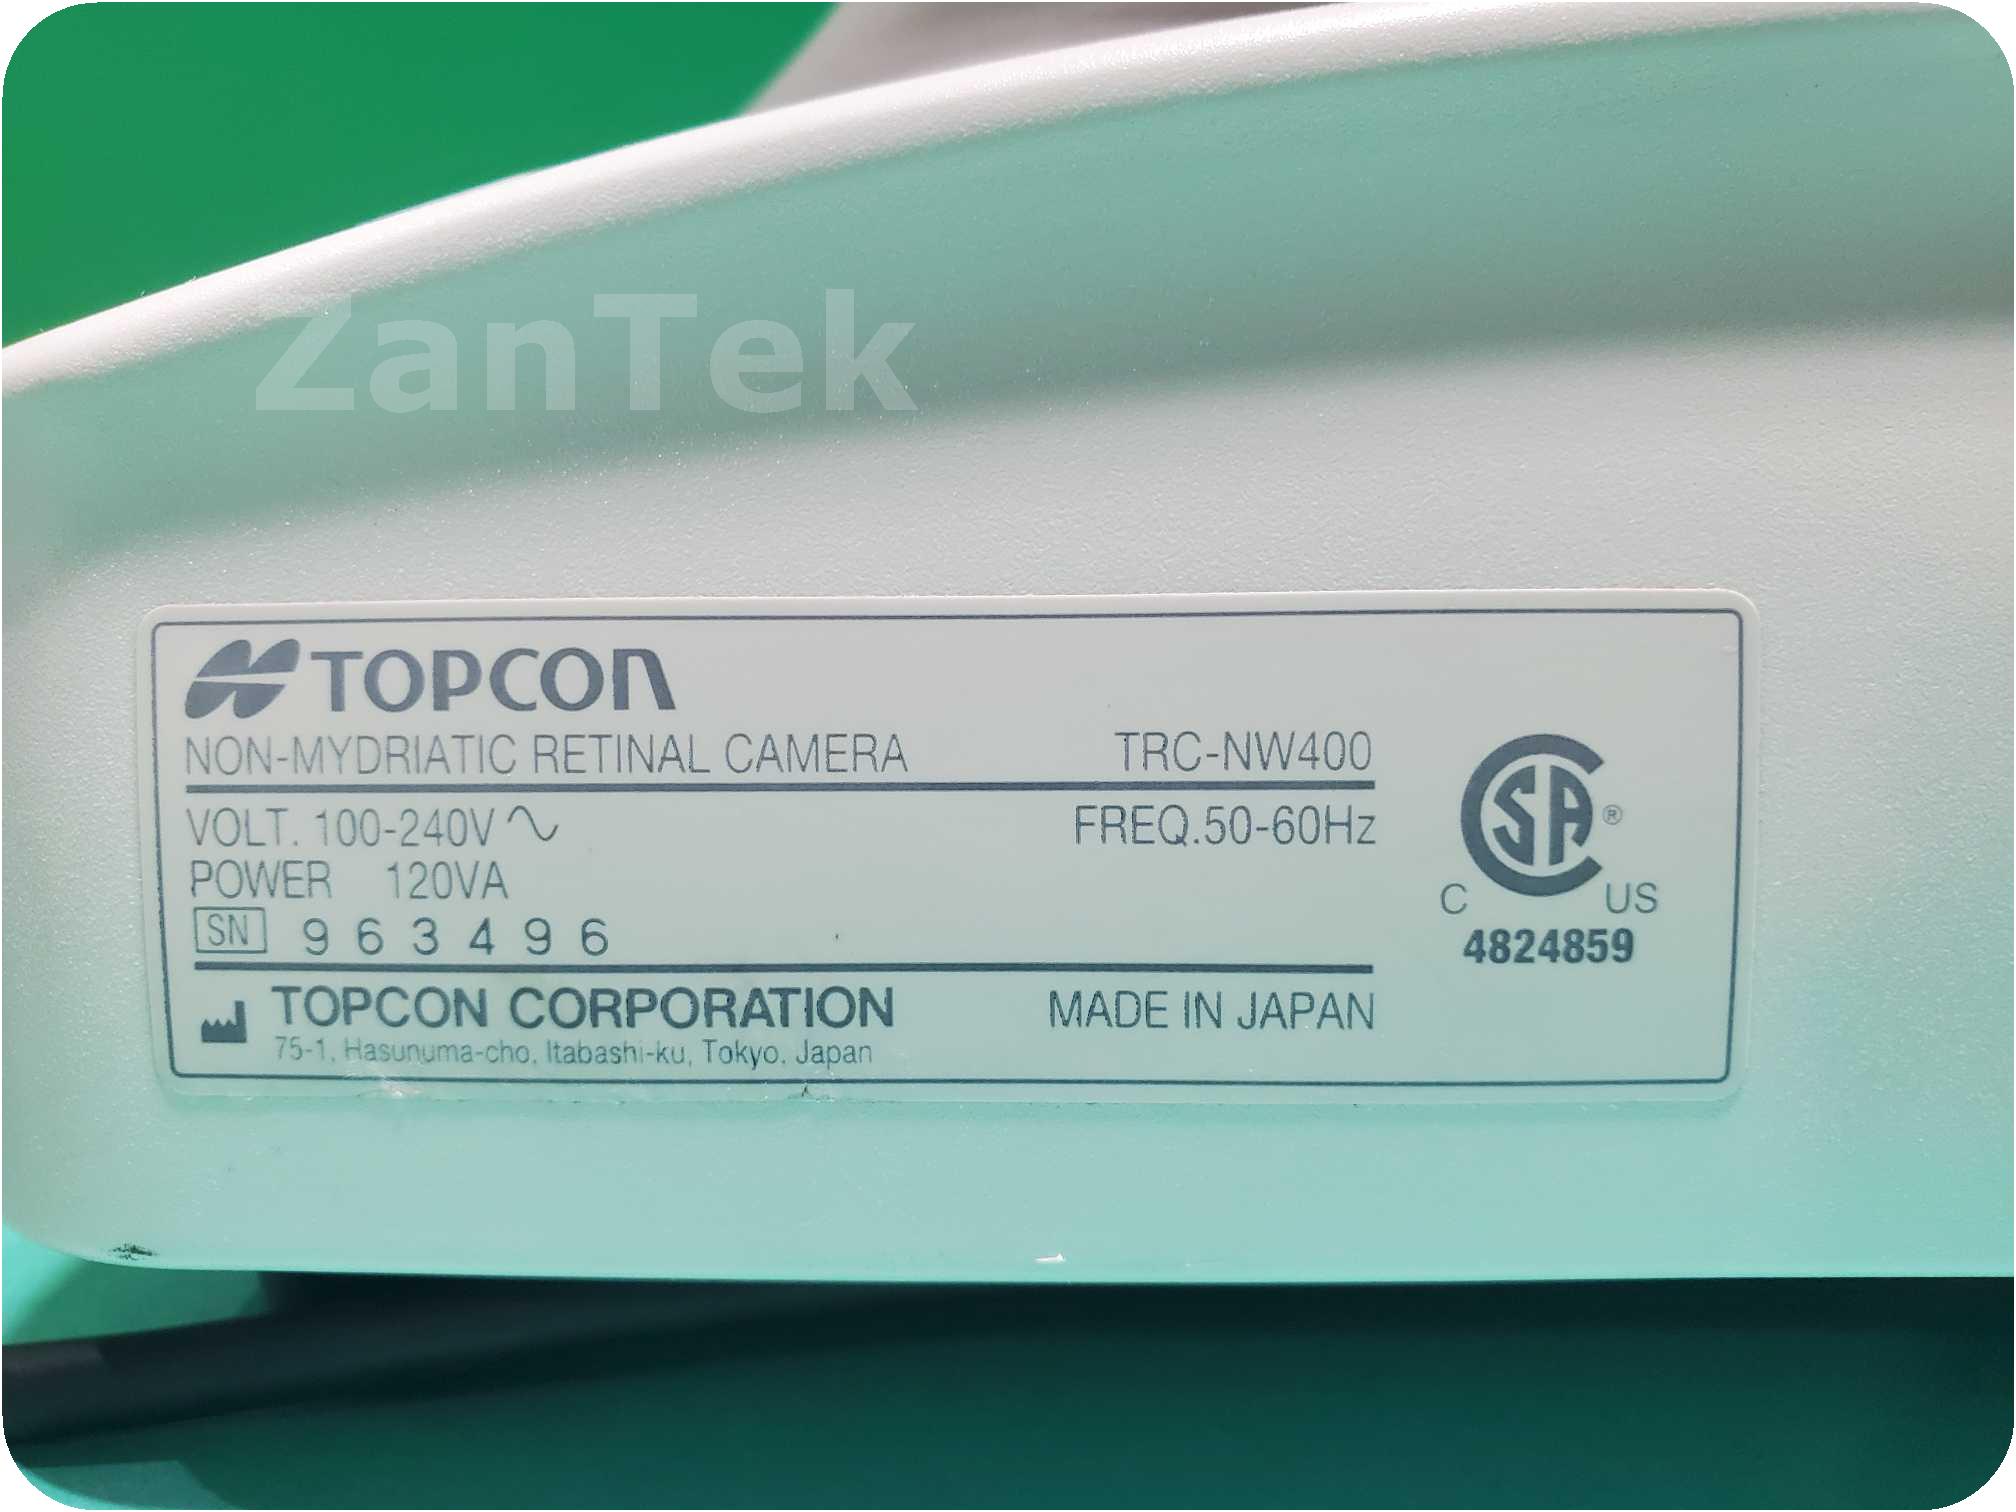 ZanTek
TOPCON
NON-MYDRIATIC RETINAL CAMERA TRC-NW400
VOLT. 100-240V FREQ.50-60Hz
POWER 120VA
SN 963496
TOPCON CORPORATION MADE IN JAPAN
75-1, Hasunuma-cho, Itabashi-ku, Tokyo, Japan
SA ®
C US
4824859